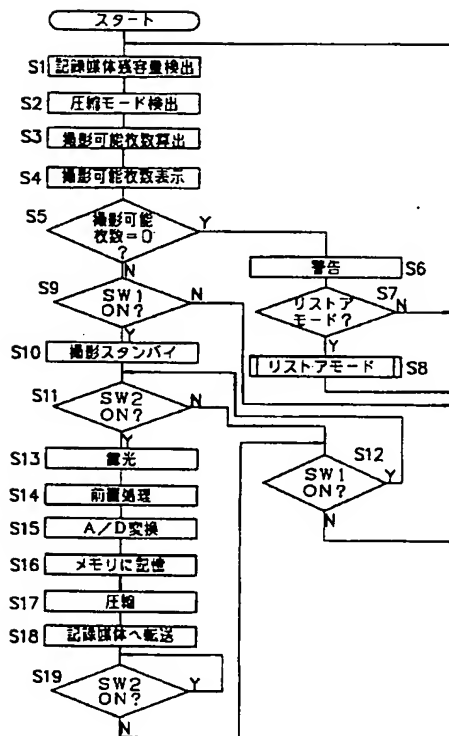 スタート
S1 記録媒体残容量検出
S2 圧縮モード検出
S3 撮影可能枚数算出
S4 撮影可能枚数表示
S5 撮影可能
枚数=0
?
Y
N
警告 S6
S7 リストア
モード?
N
Y
リストアモード S8
S9 SW1
ON?
N
Y
S10 撮影スタンバイ
S11 SW2
ON?
N
Y
S12
SW1
ON?
Y
N
S13 露光
S14 前置処理
S15 A/D変換
S16 メモリに記憶
S17 圧縮
S18 記録媒体へ転送
S19 SW2
ON?
Y
N